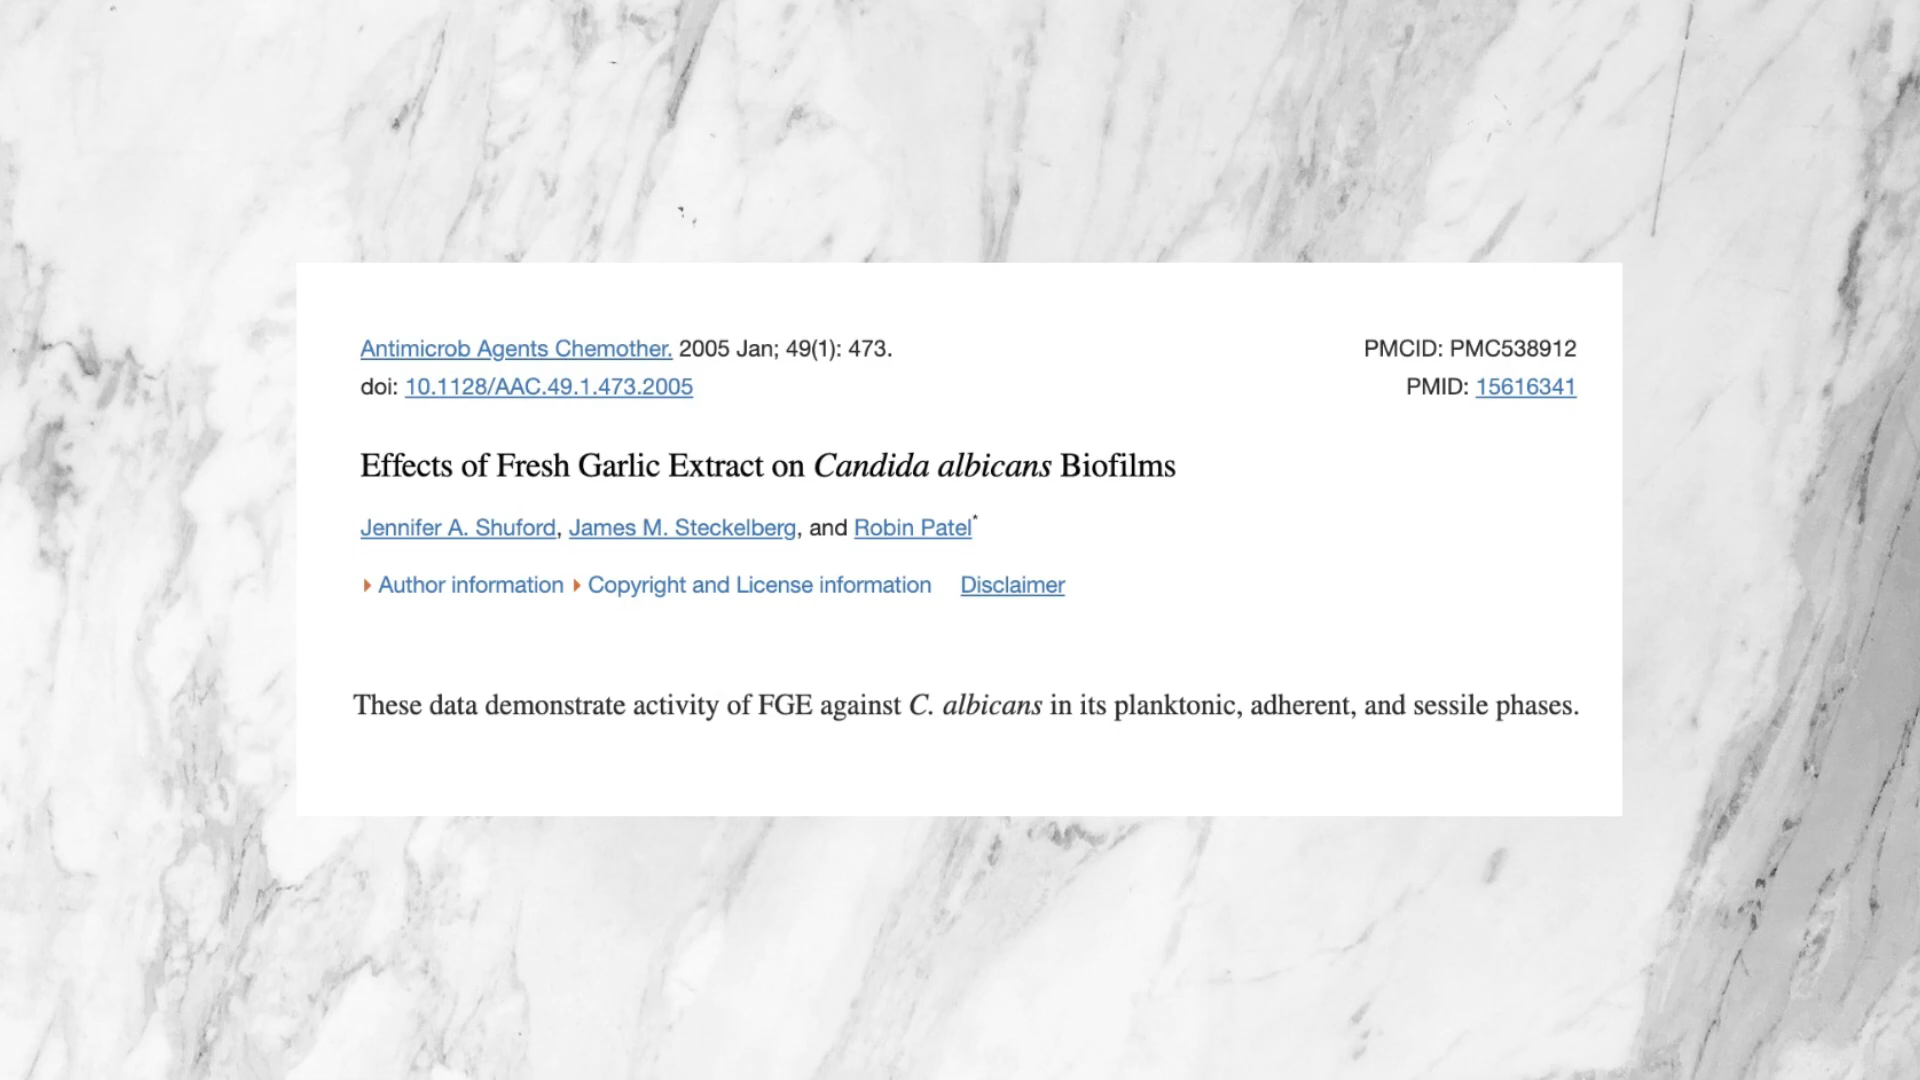 Antimicrob Agents Chemother. 2005 Jan; 49(1): 473.
PMCID: PMC538912
doi: 10.1128/AAC.49.1.473.2005
PMID: 15616341
Effects of Fresh Garlic Extract on Candida albicans Biofilms
Jennifer A. Shuford, James M. Steckelberg, and Robin Patel*
Author information Copyright and License information Disclaimer
These data demonstrate activity of FGE against C. albicans in its planktonic, adherent, and sessile phases.